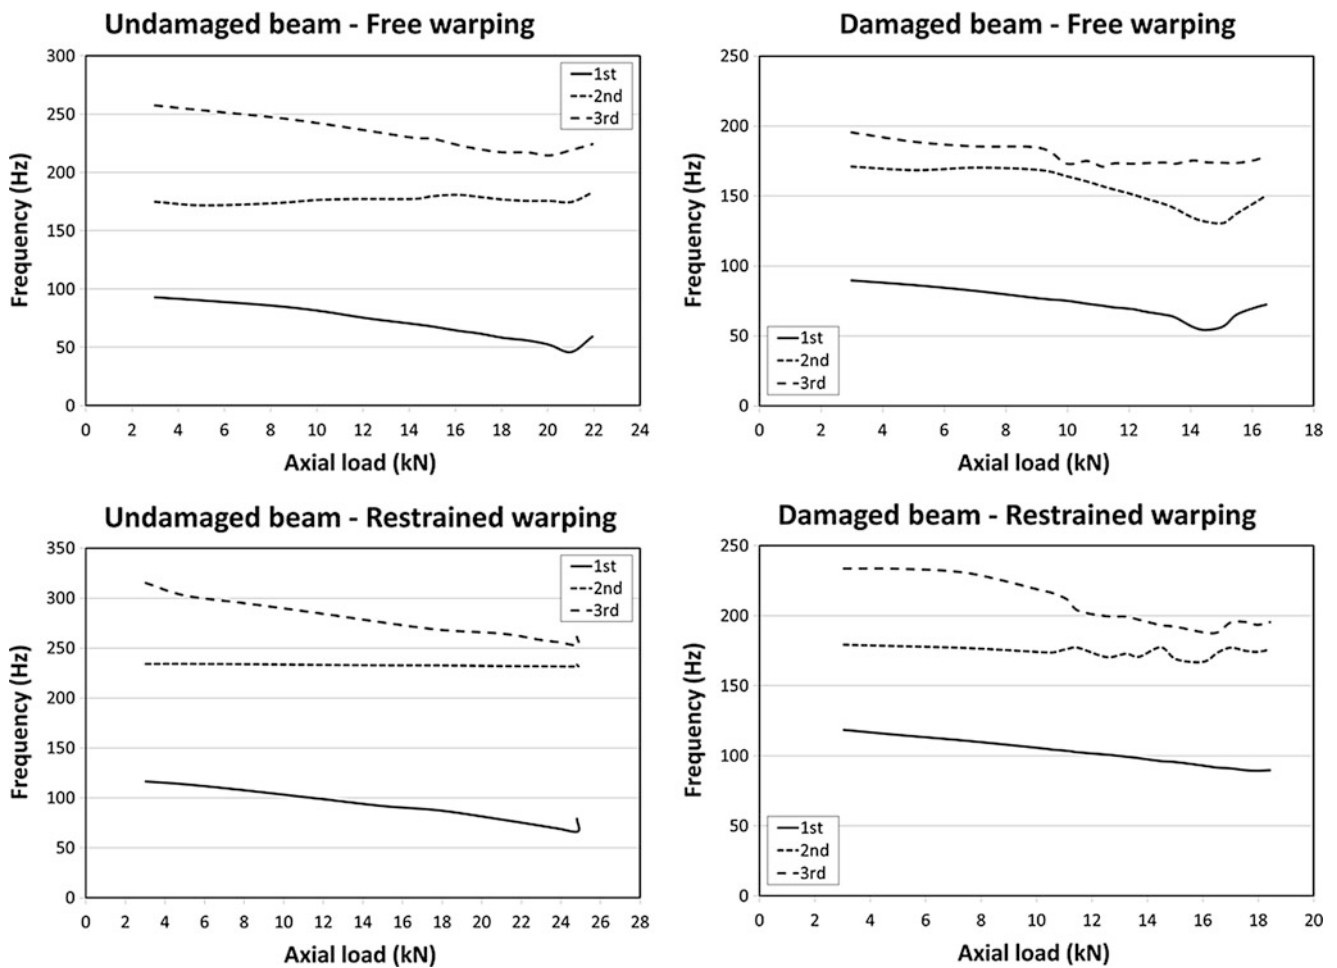 Undamaged beam - Free warping
300
250
200
150
100
50
0
0 2 4 6 8 10 12 14 16 18 20 22 24
Frequency (Hz)
Axial load (kN)
1st
2nd
3rd
Damaged beam - Free warping
250
200
150
100
50
0
0 2 4 6 8 10 12 14 16 18
Frequency (Hz)
Axial load (kN)
1st
2nd
3rd
Undamaged beam - Restrained warping
350
300
250
200
150
100
50
0
0 2 4 6 8 10 12 14 16 18 20 22 24 26 28
Frequency (Hz)
Axial load (kN)
1st
2nd
3rd
Damaged beam - Restrained warping
250
200
150
100
50
0
0 2 4 6 8 10 12 14 16 18 20
Frequency (Hz)
Axial load (kN)
1st
2nd
3rd